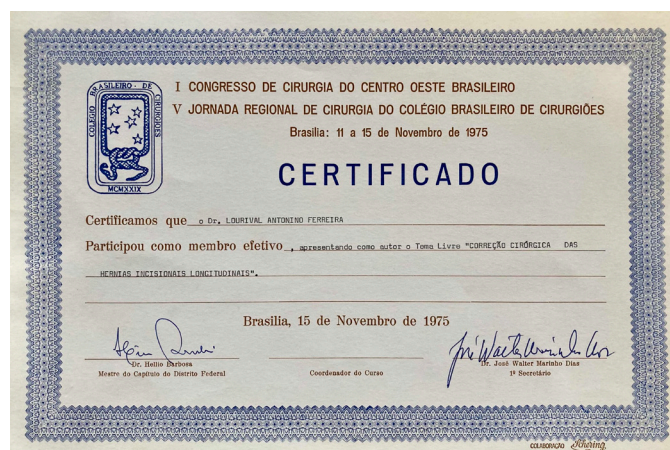 I CONGRESSO DE CIRURGIA DO CENTRO OESTE BRASILEIRO
V JORNADA REGIONAL DE CIRURGIA DO COLÉGIO BRASILEIRO DE CIRURGIÕES
Brasília: 11 a 15 de Novembro de 1975
COLÉGIO BRASILEIRO - DE CIRURGIÕES
MCMXXIX
CERTIFICADO
Certificamos que o Dr. LOURIVAL ANTONINO FERREIRA
Participou como membro efetivo , apresentando como autor o Tema Livre "CORREÇÃO CIRÚRGICA DAS
HERNIAS INCISIONAIS LONGITUDINAIS".
Brasilia, 15 de Novembro de 1975
Dr. Hellio Barbosa
Mestre do Capítulo do Distrito Federal
Coordenador do Curso
Dr. José Walter Marinho Dias
1º Secretário
COLABORAÇÃO Schering,